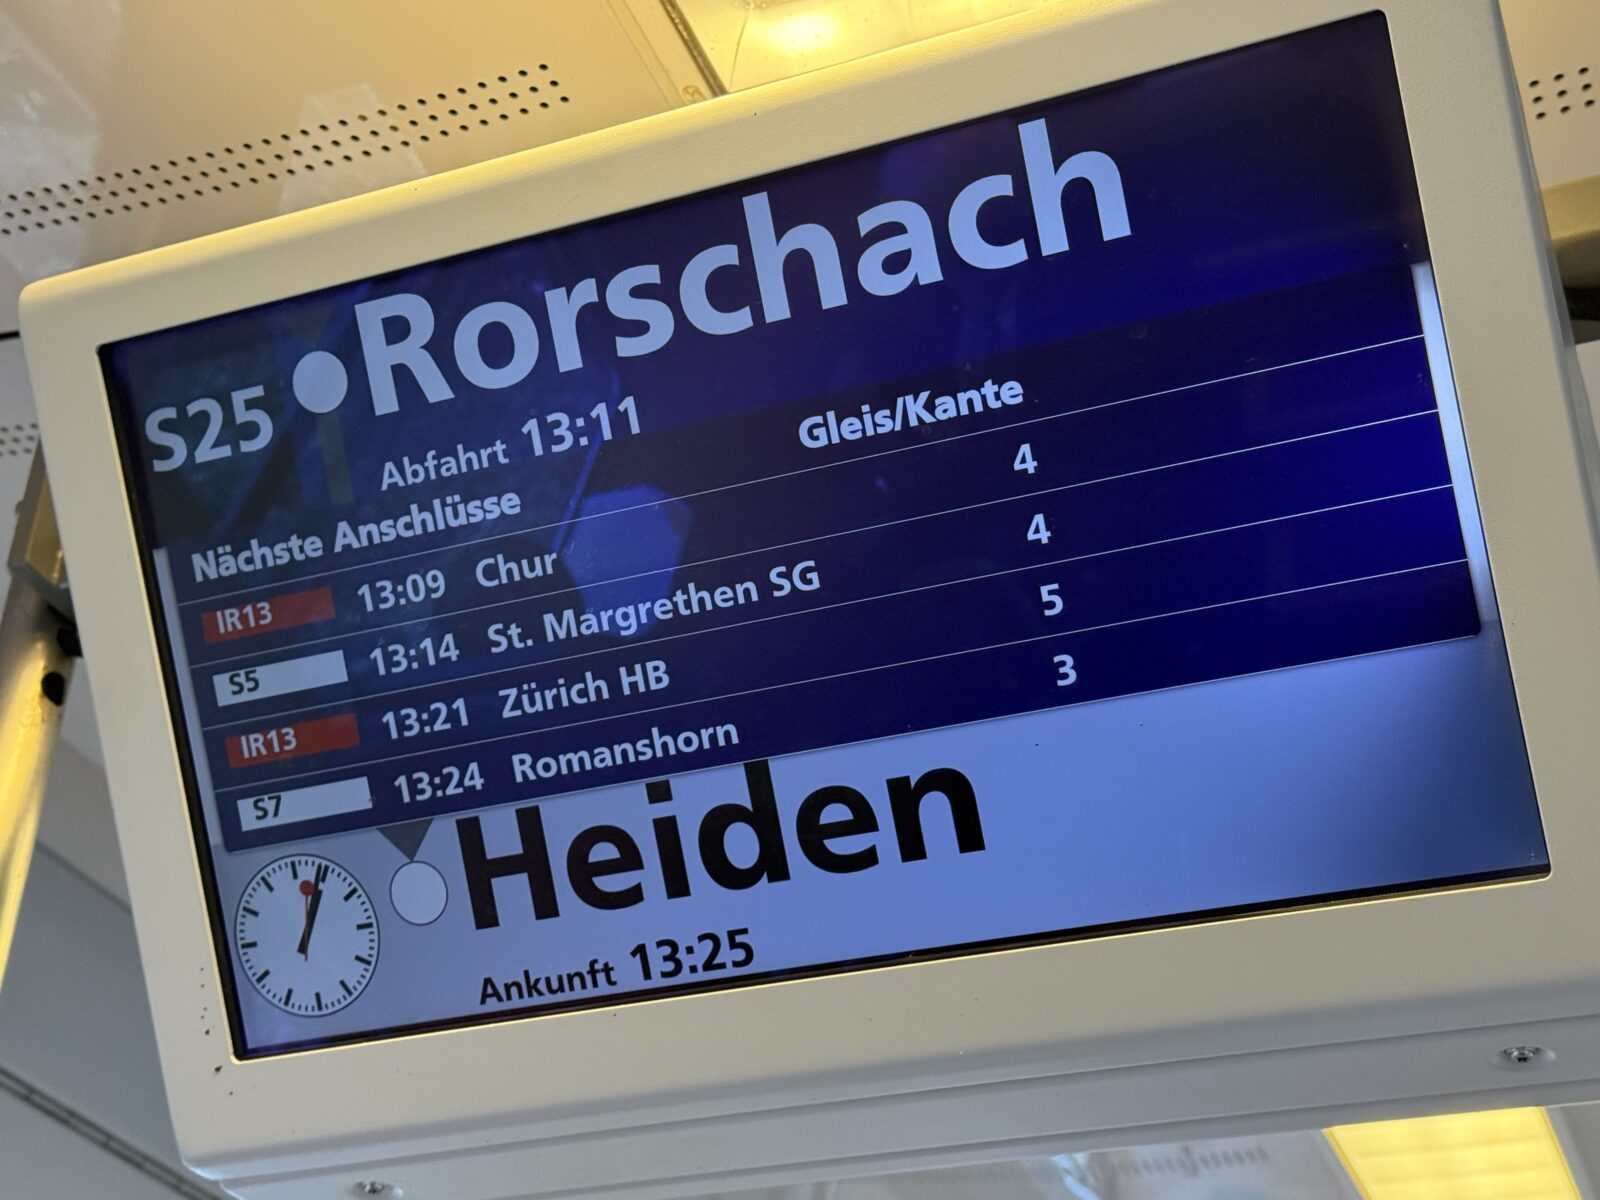 S25 Rorschach
Abfahrt 13:11
Nächste Anschlüsse Gleis/Kante
IR13 13:09 Chur 4
S5 13:14 St. Margrethen SG 4
IR13 13:21 Zürich HB 5
S7 13:24 Romanshorn 3
Heiden
Ankunft 13:25